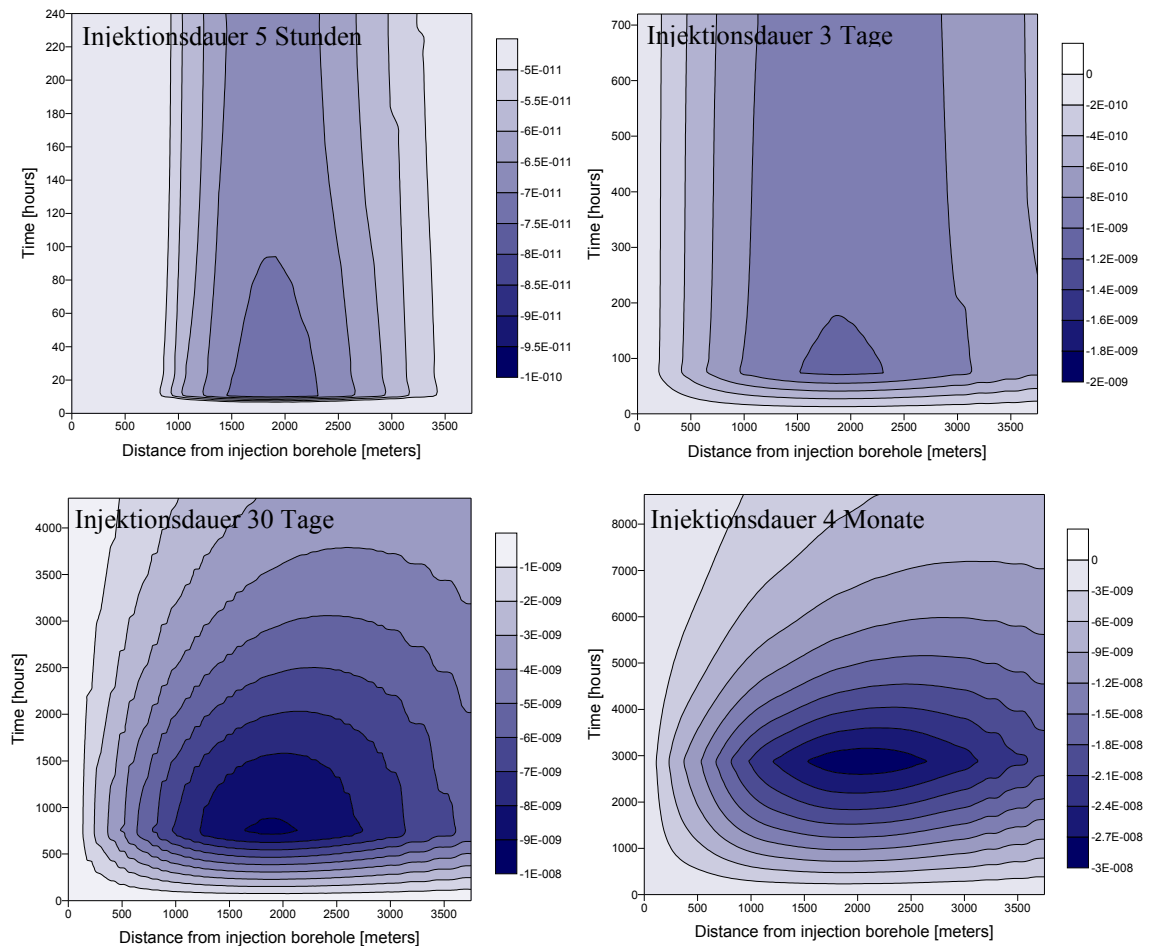 Injektionsdauer 5 Stunden
240
220
200
180
160
140
120
100
80
60
40
20
0
Time [hours]
0 500 1000 1500 2000 2500 3000 3500
Distance from injection borehole [meters]
-5E-011
-5.5E-011
-6E-011
-6.5E-011
-7E-011
-7.5E-011
-8E-011
-8.5E-011
-9E-011
-9.5E-011
-1E-010
Injektionsdauer 3 Tage
700
600
500
400
300
200
100
0
Time [hours]
0 500 1000 1500 2000 2500 3000 3500
Distance from injection borehole [meters]
0
-2E-010
-4E-010
-6E-010
-8E-010
-1E-009
-1.2E-009
-1.4E-009
-1.6E-009
-1.8E-009
-2E-009
Injektionsdauer 30 Tage
4000
3500
3000
2500
2000
1500
1000
500
0
Time [hours]
0 500 1000 1500 2000 2500 3000 3500
Distance from injection borehole [meters]
-1E-009
-2E-009
-3E-009
-4E-009
-5E-009
-6E-009
-7E-009
-8E-009
-9E-009
-1E-008
Injektionsdauer 4 Monate
8000
7000
6000
5000
4000
3000
2000
1000
0
Time [hours]
0 500 1000 1500 2000 2500 3000 3500
Distance from injection borehole [meters]
0
-3E-009
-6E-009
-9E-009
-1.2E-008
-1.5E-008
-1.8E-008
-2.1E-008
-2.4E-008
-2.7E-008
-3E-008